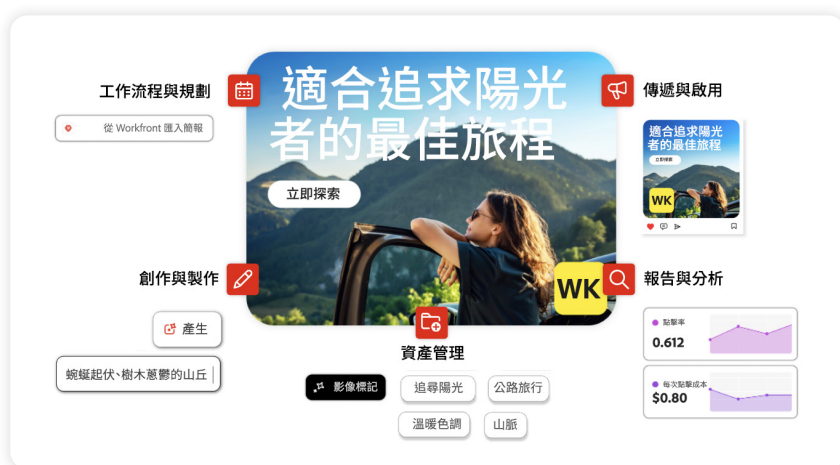 工作流程與規劃
從 Workfront 匯入簡報
適合追求陽光
者的最佳旅程
立即探索
WK
傳遞與啟用
適合追求陽光
者的最佳旅程
立即探索
WK
創作與製作
產生
蜿蜒起伏、樹木蔥鬱的山丘
資產管理
影像標記
追尋陽光
公路旅行
溫暖色調
山脈
報告與分析
點擊率
0.612
每次點擊成本
$0.80